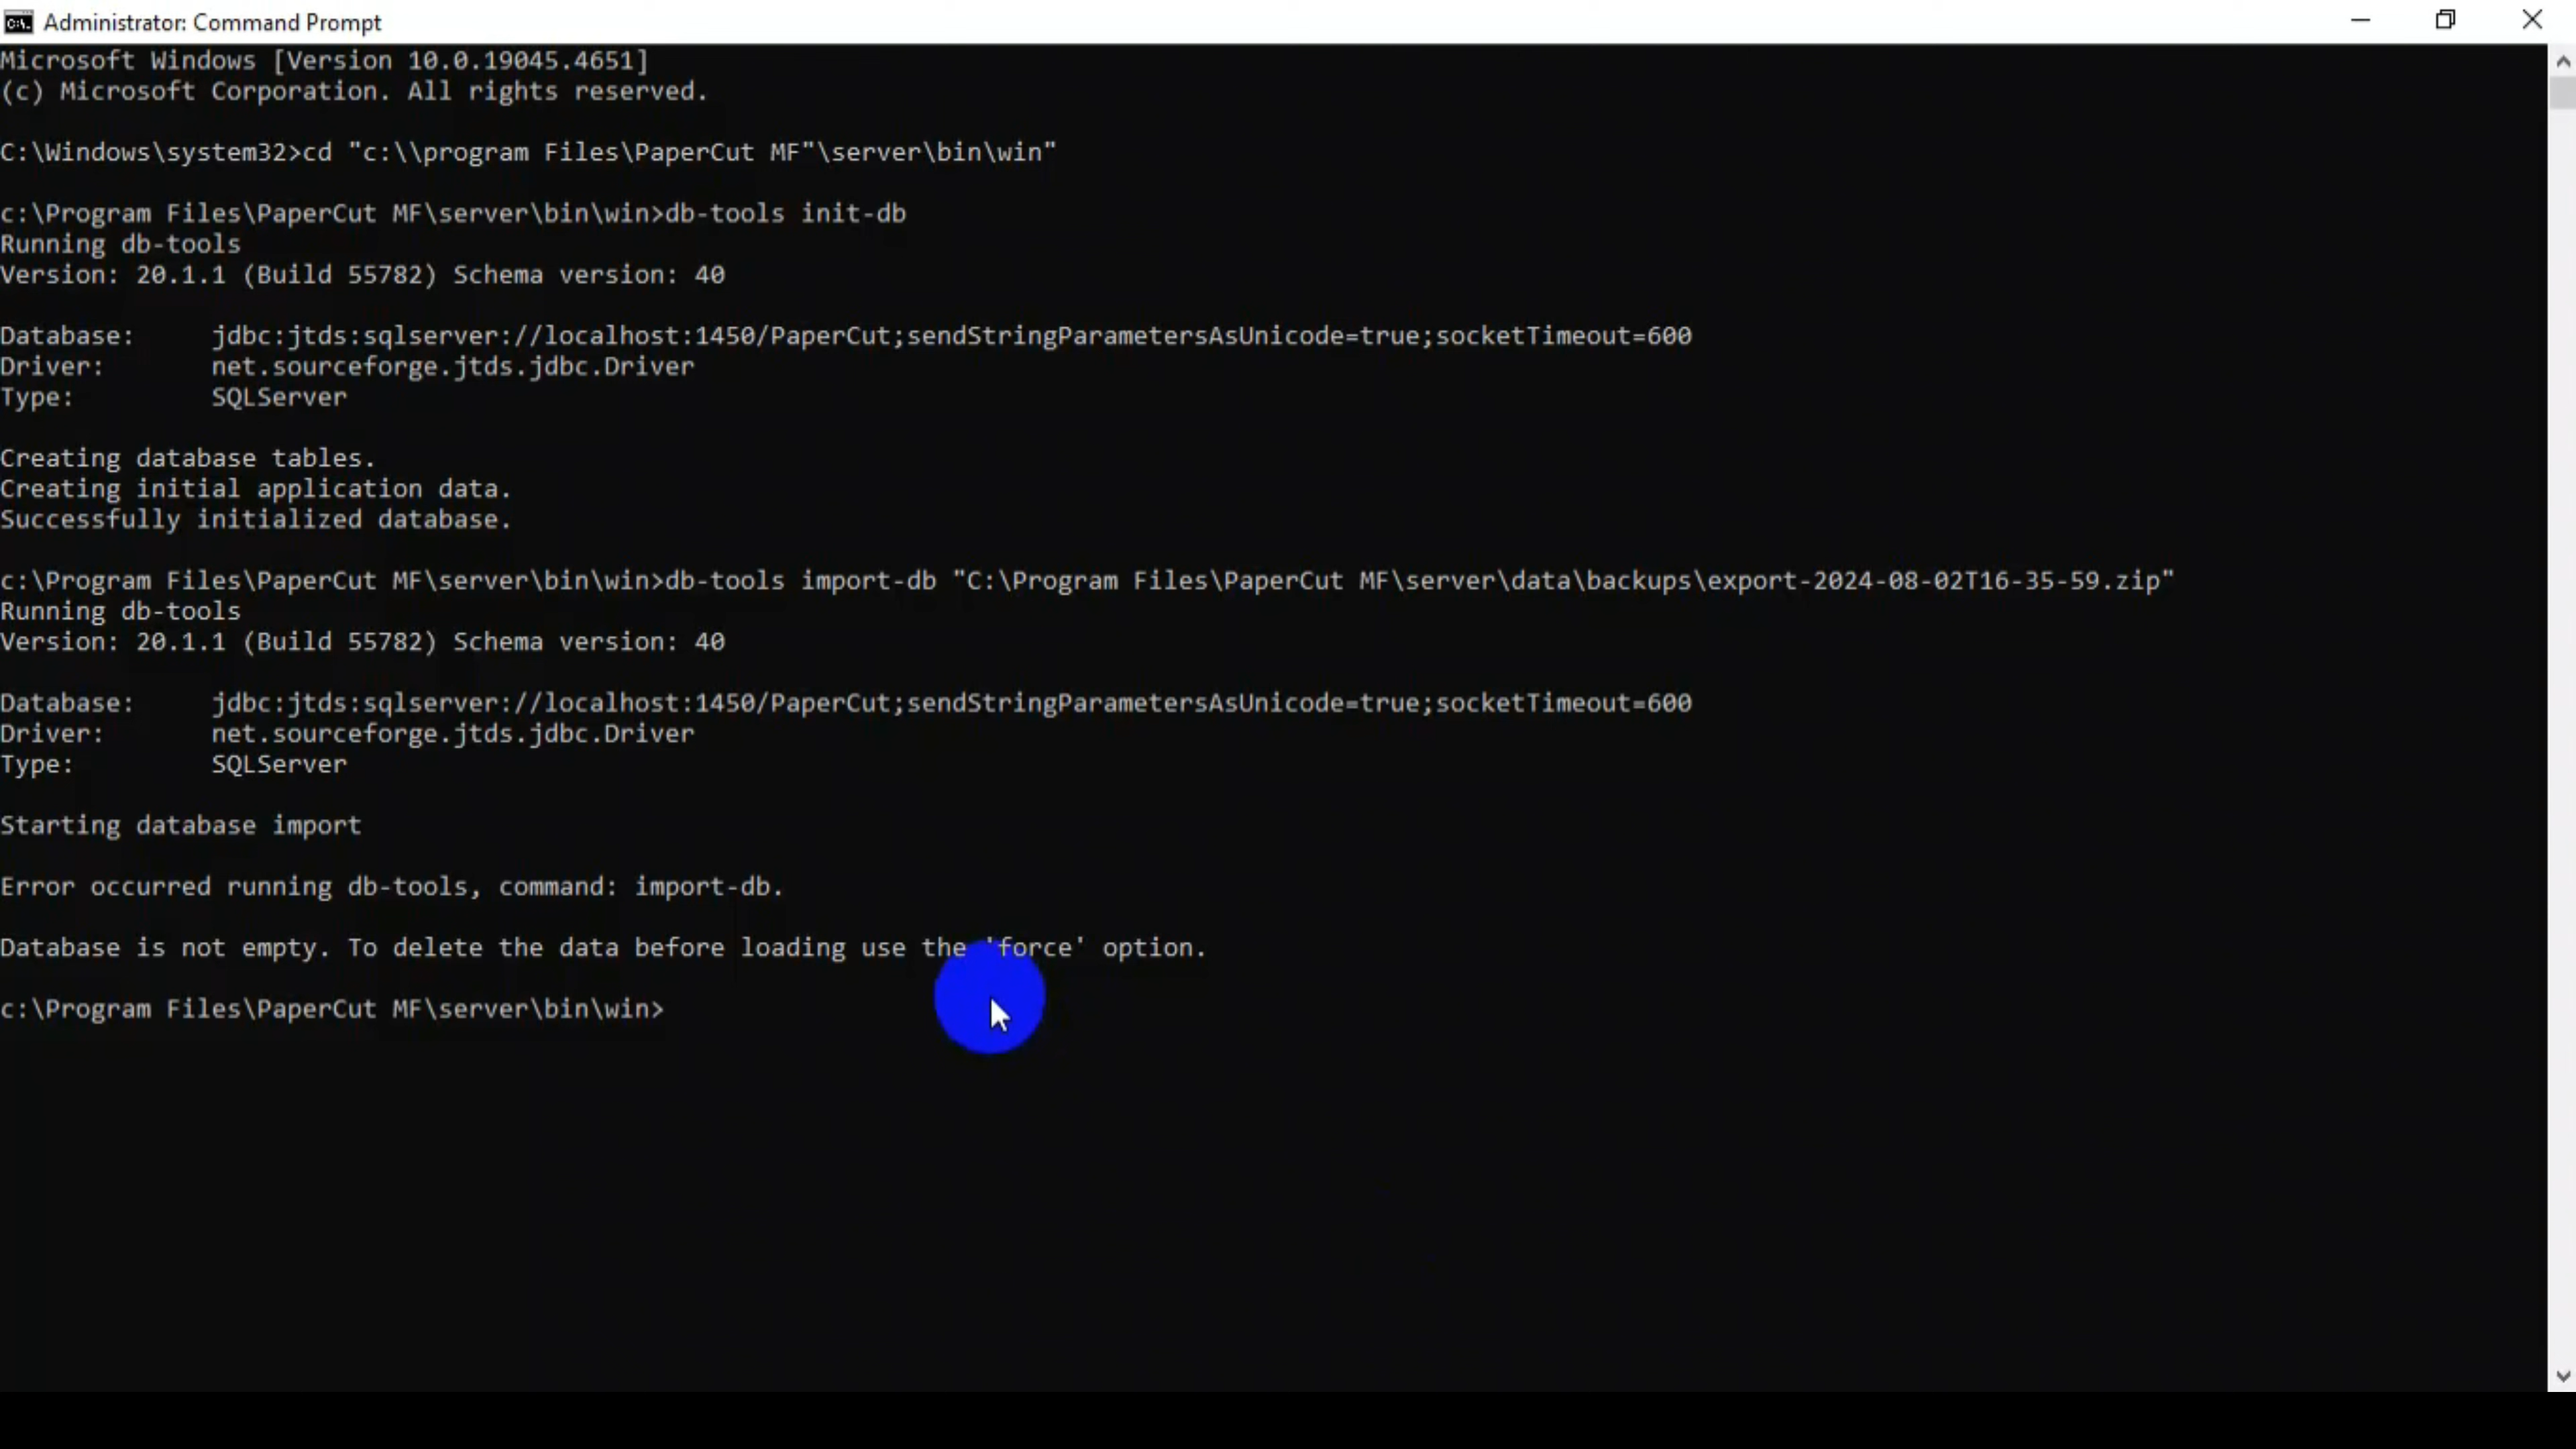 Administrator: Command Prompt
Microsoft Windows [Version 10.0.19045.4651]
(c) Microsoft Corporation. All rights reserved.
C:\Windows\system32>cd "c:\\program Files\PaperCut MF"\server\bin\win"
c:\Program Files\PaperCut MF\server\bin\win>db-tools init-db
Running db-tools
Version: 20.1.1 (Build 55782) Schema version: 40
Database: jdbc:jtds:sqlserver://localhost:1450/PaperCut;sendStringParametersAsUnicode=true;socketTimeout=600
Driver: net.sourceforge.jtds.jdbc.Driver
Type: SQLServer
Creating database tables.
Creating initial application data.
Successfully initialized database.
c:\Program Files\PaperCut MF\server\bin\win>db-tools import-db "C:\Program Files\PaperCut MF\server\data\backups\export-2024-08-02T16-35-59.zip"
Running db-tools
Version: 20.1.1 (Build 55782) Schema version: 40
Database: jdbc:jtds:sqlserver://localhost:1450/PaperCut;sendStringParametersAsUnicode=true;socketTimeout=600
Driver: net.sourceforge.jtds.jdbc.Driver
Type: SQLServer
Starting database import
Error occurred running db-tools, command: import-db.
Database is not empty. To delete the data before loading use the 'force' option.
c:\Program Files\PaperCut MF\server\bin\win>